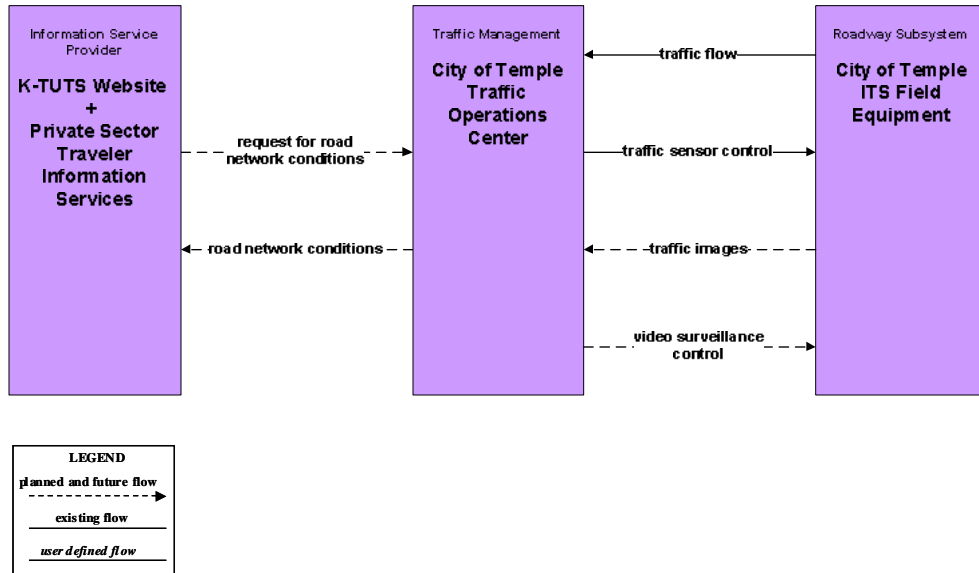 Information Service
Provider
K-TUTS Website
+
Private Sector
Traveler
Information
Services
request for road
network conditions
road network conditions
Traffic Management
City of Temple
Traffic
Operations
Center
traffic flow
traffic sensor control
traffic images
video surveillance
control
Roadway Subsystem
City of Temple
ITS Field
Equipment
LEGEND
planned and future flow
existing flow
user defined flow